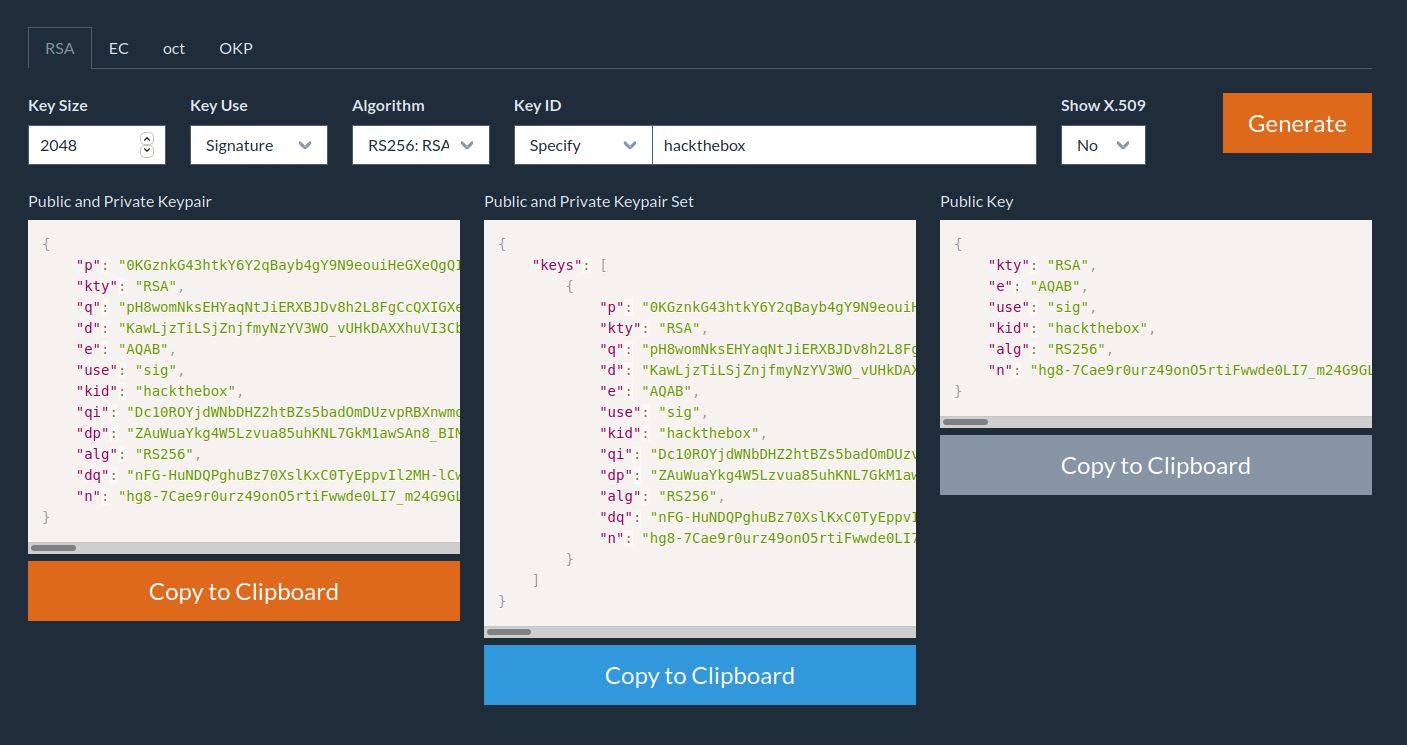 RSA EC oct OKP
Key Size Key Use Algorithm Key ID Show X.509
Generate
2048 Signature RS256: RSA Specify hackthebox No
Public and Private Keypair
{
"p": "0KGznkG43htkY6Y2qBayb4gY9N9eouiHeGXeQgQI
"kty": "RSA",
"q": "pH8womNksEHYaqNtJiERXBJDv8h2L8FgCcQXIGXe
"d": "KawLjzTiLSjZnjfmyNzYV3WO_vUHkDAXXhuVI3Cb
"e": "AQAB",
"use": "sig",
"kid": "hackthebox",
"qi": "Dc10ROYjdWNbDHZ2htBZs5badOmDUzvpRBXnwmo
"dp": "ZAuWuaYkg4W5Lzvua85uhKNL7GkM1awSAn8_BIM
"alg": "RS256",
"dq": "nFG-HuNDQPghuBz70XslKxC0TyEppvIl2MH-lCw
"n": "hg8-7Cae9r0urz49onO5rtiFwwde0LI7_m24G9GL
}
Copy to Clipboard
Public and Private Keypair Set
{
"keys": [
{
"p": "0KGznkG43htkY6Y2qBayb4gY9N9eouiH
"kty": "RSA",
"q": "pH8womNksEHYaqNtJiERXBJDv8h2L8Fg
"d": "KawLjzTiLSjZnjfmyNzYV3WO_vUHkDAX
"e": "AQAB",
"use": "sig",
"kid": "hackthebox",
"qi": "Dc10ROYjdWNbDHZ2htBZs5badOmDUzv
"dp": "ZAuWuaYkg4W5Lzvua85uhKNL7GkM1aw
"alg": "RS256",
"dq": "nFG-HuNDQPghuBz70XslKxC0TyEppvI
"n": "hg8-7Cae9r0urz49onO5rtiFwwde0LI7
}
]
}
Copy to Clipboard
Public Key
{
"kty": "RSA",
"e": "AQAB",
"use": "sig",
"kid": "hackthebox",
"alg": "RS256",
"n": "hg8-7Cae9r0urz49onO5rtiFwwde0LI7_m24G9GL
}
Copy to Clipboard